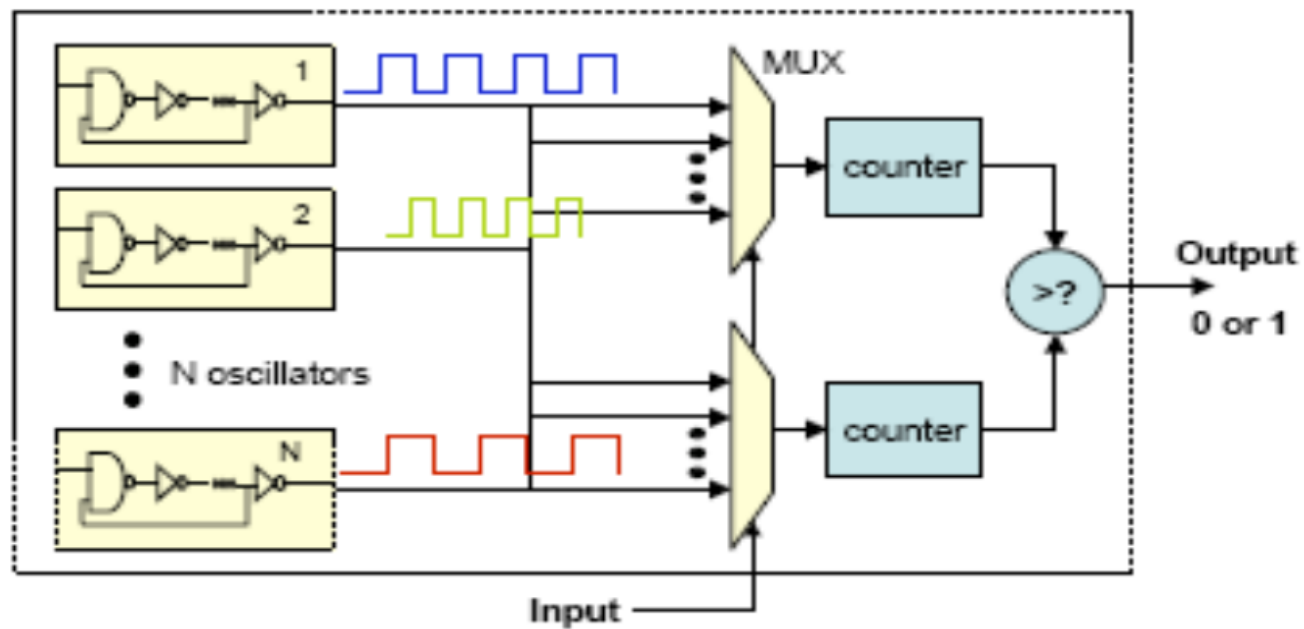 1
MUX
counter
2
>?
Output
0 or 1
N oscillators
N
counter
Input